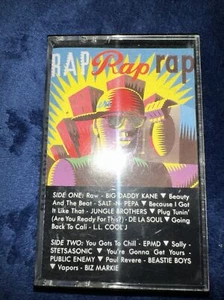 RAP Rap rap
SIDE ONE: Raw - BIG DADDY KANE ▼ Beauty
And The Beat - SALT -N- PEPA ▼ Because I Got
It Like That - JUNGLE BROTHERS ▼ Plug Tunin'
(Are You Ready For This?) - DE LA SOUL ▼ Going
Back To Cali - L.L. COOL J
SIDE TWO: You Gots To Chill - EPMD ▼ Sally -
STETSASONIC ▼ You're Gonna Get Yours -
PUBLIC ENEMY ▼ Paul Revere - BEASTIE BOYS
▼ Vapors - BIZ MARKIE